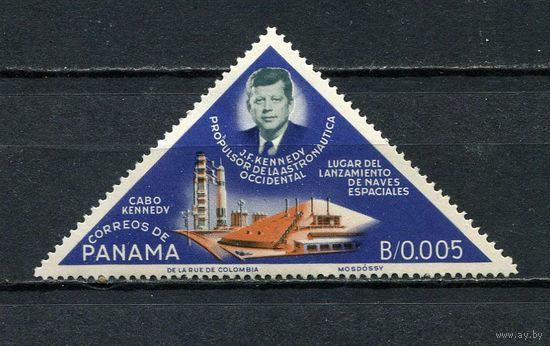 J.F. KENNEDY
PROPULSOR DE LA ASTRONAUTICA
OCCIDENTAL
LUGAR DEL
LANZAMIENTO
DE NAVES
ESPACIALES
CABO
KENNEDY
CORREOS DE
PANAMA
B/0.005
DE LA RUE DE COLOMBIA
MOSDÓSSY
www.ay.by